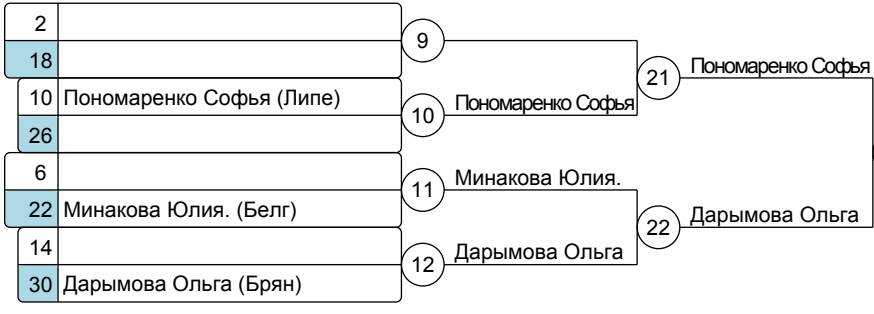 2
18
10 Пономаренко Софья (Липе)
26
6
22 Минакова Юлия. (Белг)
14
30 Дарымова Ольга (Брян)
9
10
11
12
Пономаренко Софья
Минакова Юлия.
Дарымова Ольга
21
22
Пономаренко Софья
Дарымова Ольга